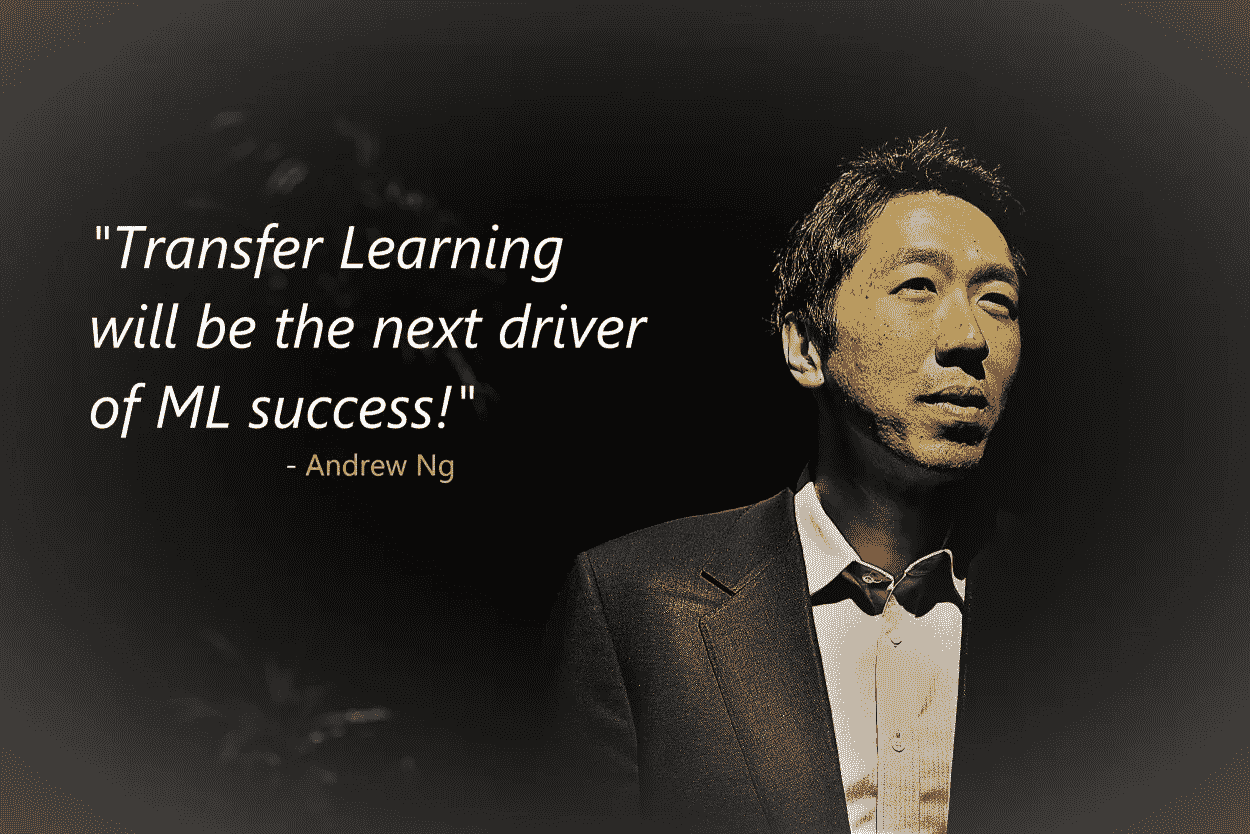 "Transfer Learning
will be the next driver
of ML success!"
- Andrew Ng